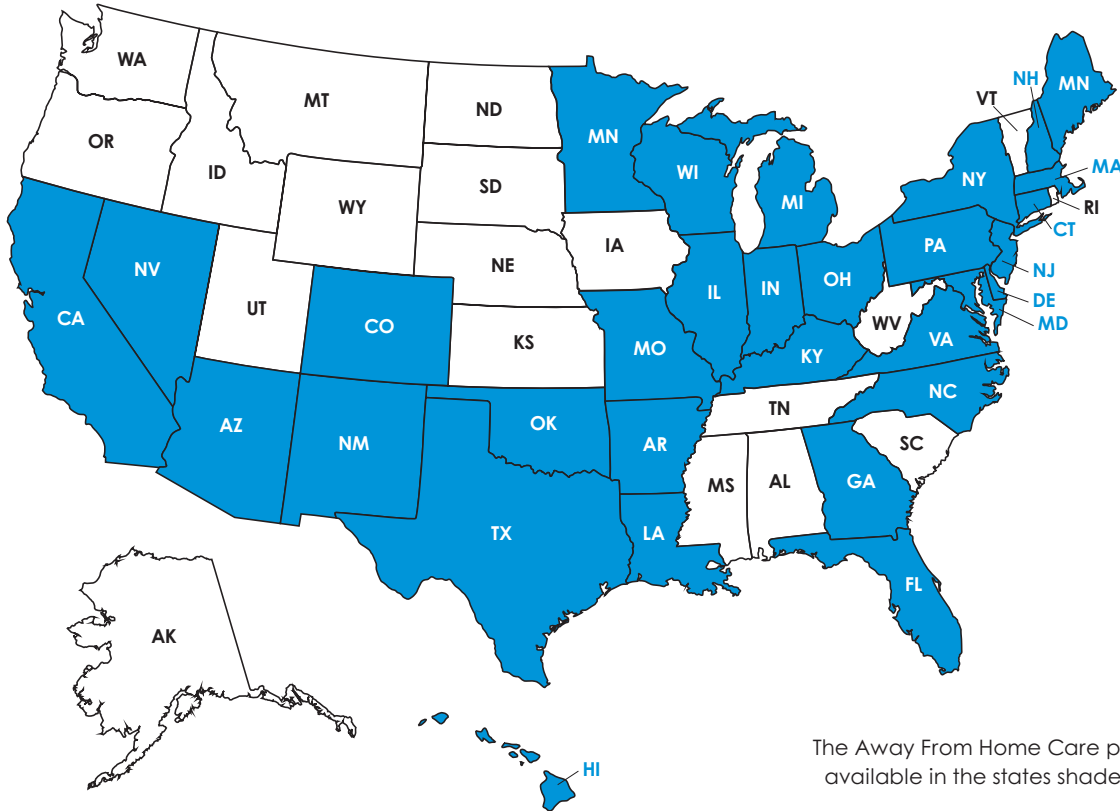 WA
MT
ND
MN
NH
MN
VT
OR
ID
SD
WI
MI
NY
MA
RI
CT
WY
IA
PA
NJ
NV
NE
IL
IN
OH
DE
MD
CA
UT
CO
KS
MO
WV
VA
KY
NC
TN
AZ
NM
OK
AR
SC
MS
AL
GA
TX
LA
FL
AK
HI
The Away From Home Care p
available in the states shade